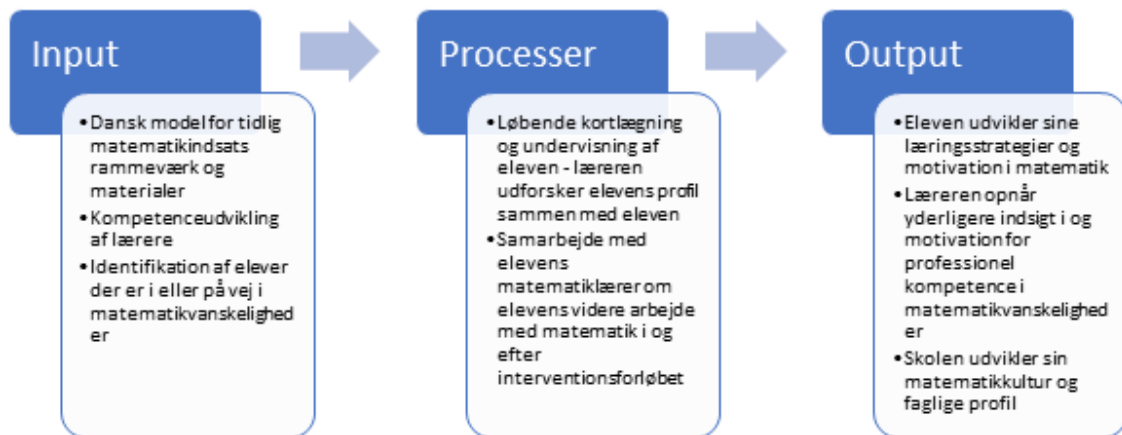 Input
•Dansk model for tidlig
matematikindsats
rammeværk og
materialer
•Kompetenceudvikling
af lærere
•Identifikation af elever
der er i eller på vej i
matematikvanskelighed
er
Processer
•Løbende kortlægning
og undervisning af
eleven - læreren
udforsker elevens profil
sammen med eleven
•Samarbejde med
elevens
matematiklærer om
elevens videre arbejde
med matematik i og
efter
interventionsforløbet
Output
•Eleven udvikler sine
læringsstrategier og
motivation i matematik
•Læreren opnår
yderligere indsigt i og
motivation for
professionel
kompetence i
matematikvanskelighed
er
•Skolen udvikler sin
matematikkultur og
faglige profil